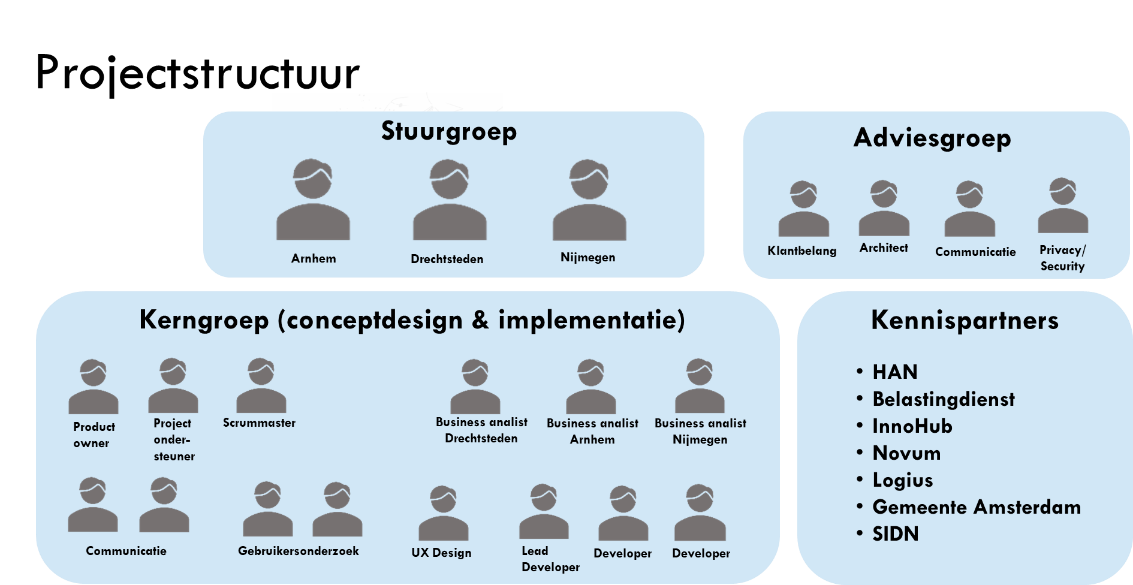 Projectstructuur
Stuurgroep
Arnhem
Drechtsteden
Nijmegen
Adviesgroep
Klantbelang
Architect
Communicatie
Privacy/
Security
Kerngroep (conceptdesign & implementatie)
Product
owner
Project
onder-
steuner
Scrummaster
Business analist
Drechtsteden
Business analist
Arnhem
Business analist
Nijmegen
Communicatie
Gebruikersonderzoek
UX Design
Lead
Developer
Developer
Developer
Kennispartners
• HAN
• Belastingdienst
• InnoHub
• Novum
• Logius
• Gemeente Amsterdam
• SIDN